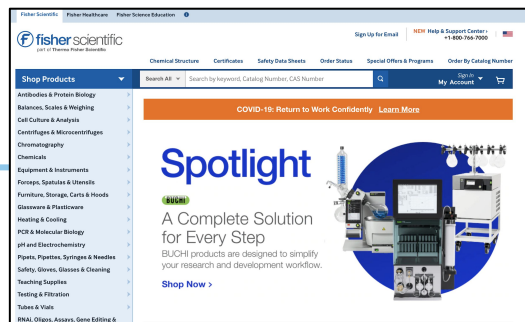 Fisher Scientific Fisher Healthcare Fisher Science Education
fisher scientific
part of Thermo Fisher Scientific
Sign Up for Email
NEW Help & Support Center ›
+1-800-766-7000
Chemical Structure Certificates Safety Data Sheets Order Status Special Offers & Programs Order By Catalog Number
Shop Products
Search All Search by keyword, Catalog Number, CAS Number
Sign In
My Account
Antibodies & Protein Biology
Balances, Scales & Weighing
Cell Culture & Analysis
Centrifuges & Microcentrifuges
Chromatography
Chemicals
Equipment & Instruments
Forceps, Spatulas & Utensils
Furniture, Storage, Carts & Hoods
Glassware & Plasticware
Heating & Cooling
PCR & Molecular Biology
pH and Electrochemistry
Pipets, Pipettes, Syringes & Needles
Safety, Gloves, Glasses & Cleaning
Teaching Supplies
Testing & Filtration
Tubes & Vials
RNAi, Oligos, Assays, Gene Editing &
COVID-19: Return to Work Confidently Learn More
Spotlight
BUCHI
A Complete Solution
for Every Step
BUCHI products are designed to simplify
your research and development workflow.
Shop Now >